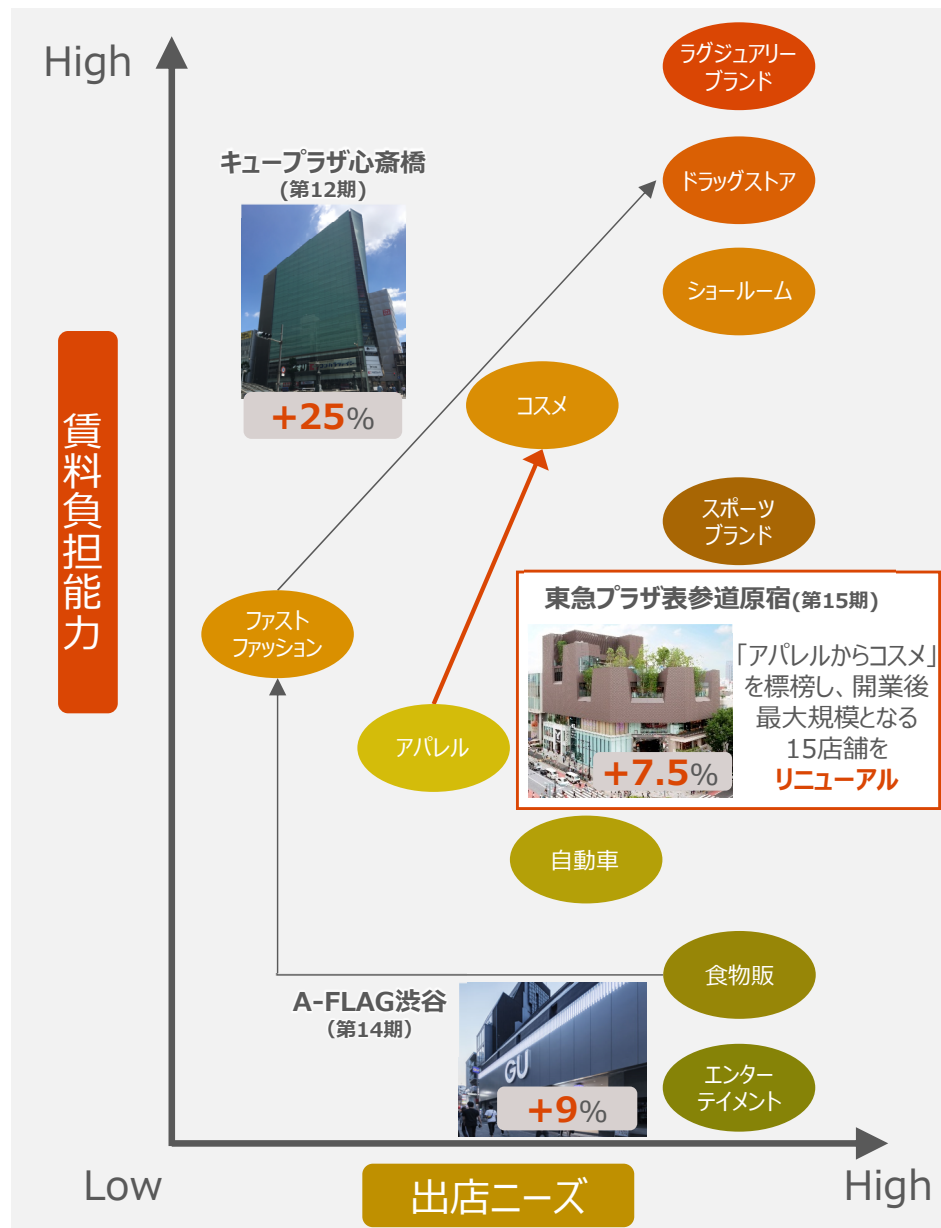 High
ラグジュアリー
ブランド
キュープラザ心斎橋
(第12期)
ドラッグストア
ショールーム
+25%
コスメ
賃料負担能力
スポーツ
ブランド
ファスト
ファッション
東急プラザ表参道原宿(第15期)
「アパレルからコスメ」
を標榜し、開業後
最大規模となる
15店舗を
リニューアル
+7.5%
アパレル
自動車
食物販
A-FLAG渋谷
（第14期）
GU
+9%
エンター
テイメント
Low
出店ニーズ
High